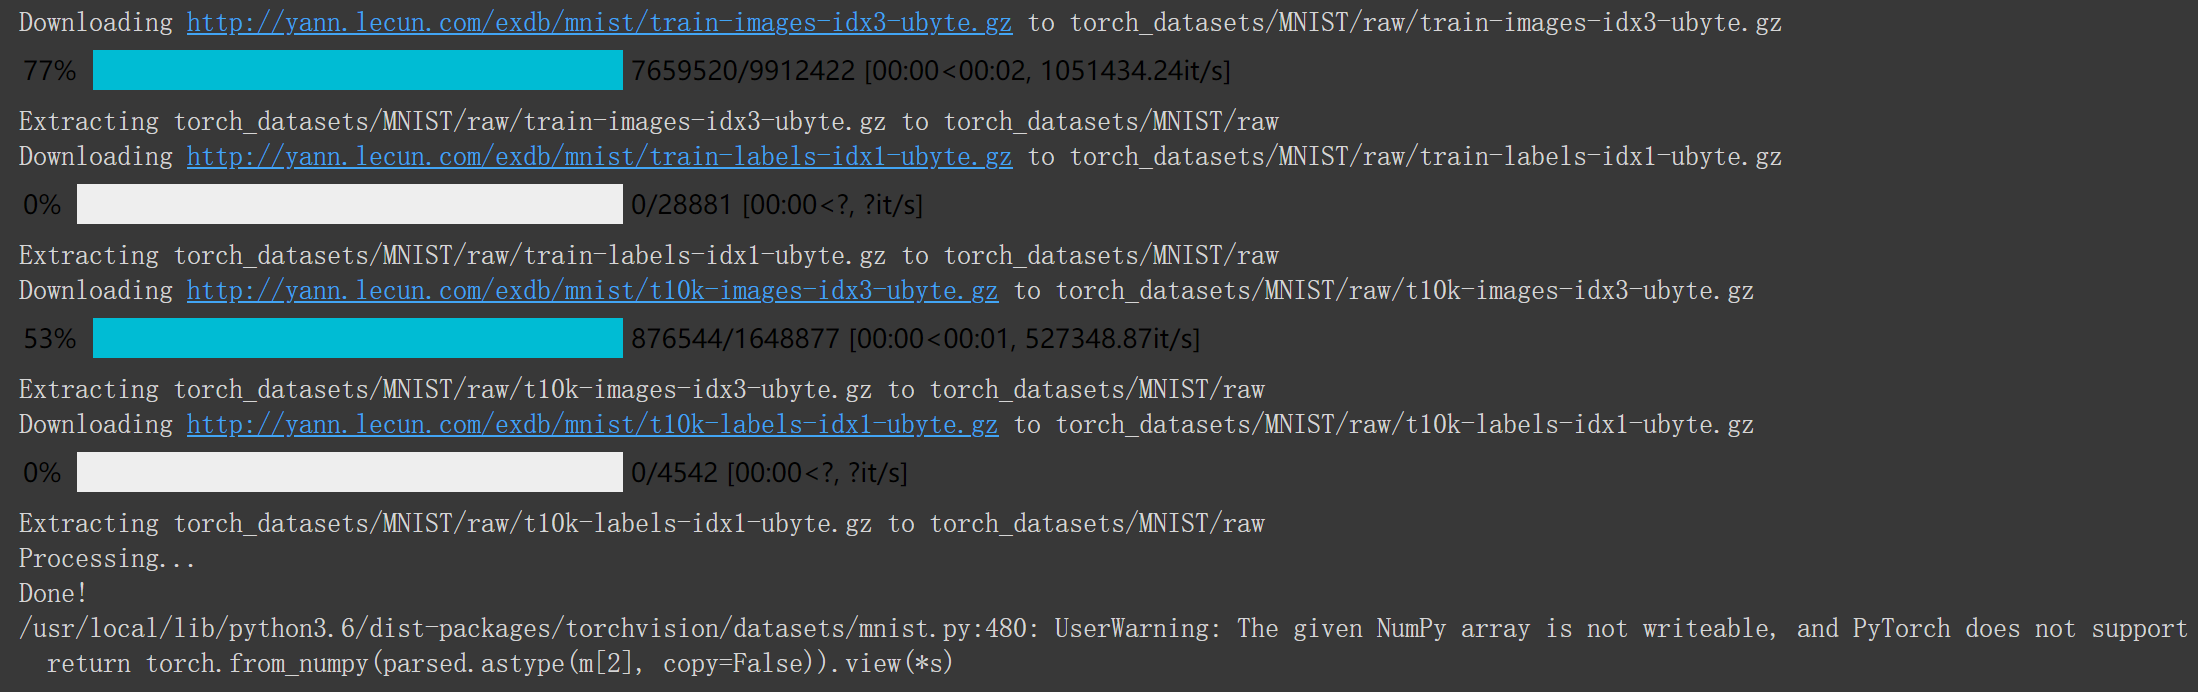 Downloading http://yann.lecun.com/exdb/mnist/train-images-idx3-ubyte.gz to torch_datasets/MNIST/raw/train-images-idx3-ubyte.gz
77% 7659520/9912422 [00:00<00:02, 1051434.24it/s]
Extracting torch_datasets/MNIST/raw/train-images-idx3-ubyte.gz to torch_datasets/MNIST/raw
Downloading http://yann.lecun.com/exdb/mnist/train-labels-idx1-ubyte.gz to torch_datasets/MNIST/raw/train-labels-idx1-ubyte.gz
0% 0/28881 [00:00<?, ?it/s]
Extracting torch_datasets/MNIST/raw/train-labels-idx1-ubyte.gz to torch_datasets/MNIST/raw
Downloading http://yann.lecun.com/exdb/mnist/t10k-images-idx3-ubyte.gz to torch_datasets/MNIST/raw/t10k-images-idx3-ubyte.gz
53% 876544/1648877 [00:00<00:01, 527348.87it/s]
Extracting torch_datasets/MNIST/raw/t10k-images-idx3-ubyte.gz to torch_datasets/MNIST/raw
Downloading http://yann.lecun.com/exdb/mnist/t10k-labels-idx1-ubyte.gz to torch_datasets/MNIST/raw/t10k-labels-idx1-ubyte.gz
0% 0/4542 [00:00<?, ?it/s]
Extracting torch_datasets/MNIST/raw/t10k-labels-idx1-ubyte.gz to torch_datasets/MNIST/raw
Processing...
Done!
/usr/local/lib/python3.6/dist-packages/torchvision/datasets/mnist.py:480: UserWarning: The given NumPy array is not writeable, and PyTorch does not support
return torch.from_numpy(parsed.astype(m[2], copy=False)).view(*s)